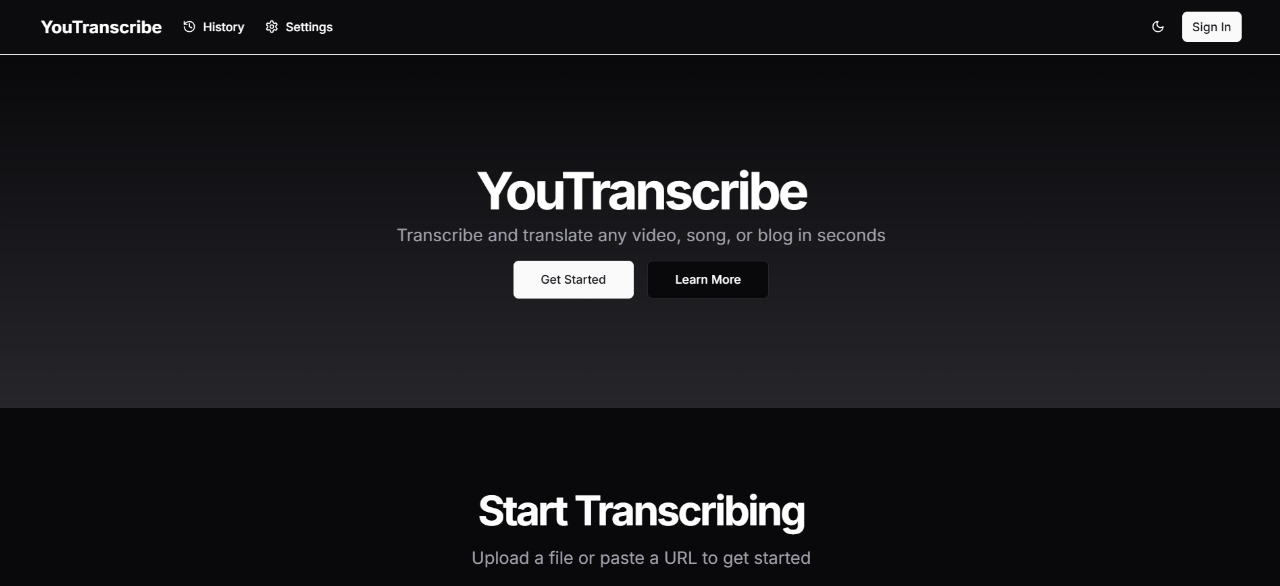 YouTranscribe History Settings Sign In
YouTranscribe
Transcribe and translate any video, song, or blog in seconds
Get Started Learn More
Start Transcribing
Upload a file or paste a URL to get started